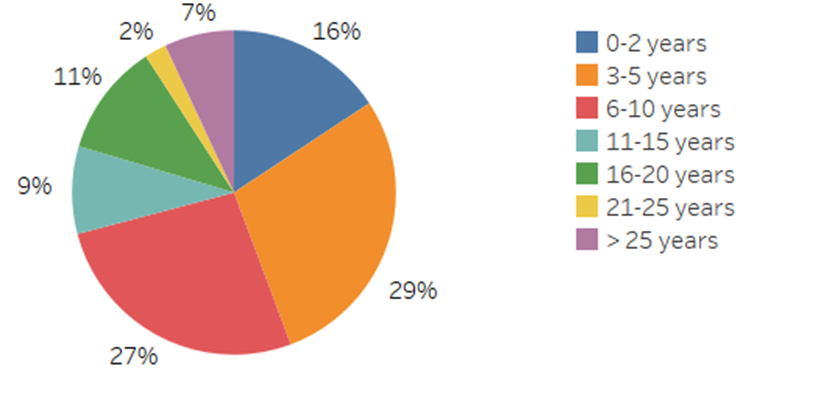 7%
2%
16%
11%
9%
29%
27%
0-2 years
3-5 years
6-10 years
11-15 years
16-20 years
21-25 years
> 25 years